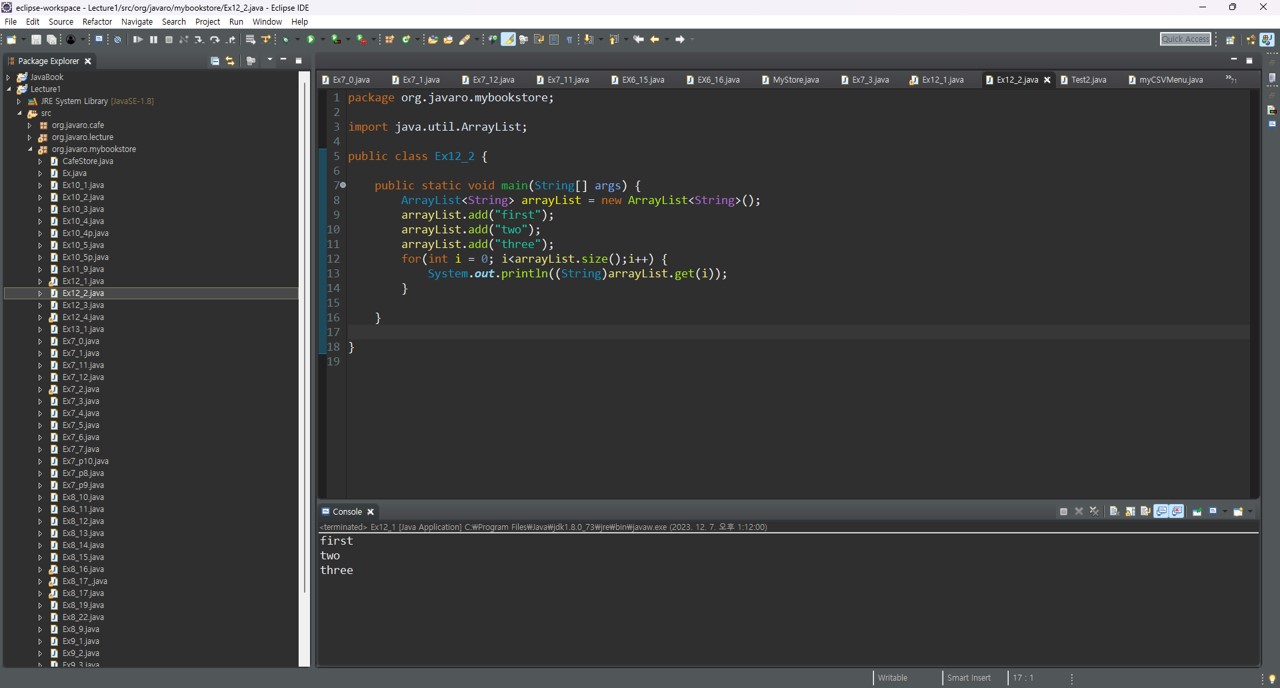 eclipse-workspace - Lecture1/src/org/javaro/mybookstore/Ex12_2.java - Eclipse IDE
File Edit Source Refactor Navigate Search Project Run Window Help
Quick Access
Package Explorer
JavaBook
Lecture1
JRE System Library [JavaSE-1.8]
src
org.javaro.cafe
org.javaro.lecture
org.javaro.mybookstore
CafeStore.java
Ex.java
Ex10_1.java
Ex10_2.java
Ex10_3.java
Ex10_4.java
Ex10_4p.java
Ex10_5.java
Ex10_5p.java
Ex11_9.java
Ex12_1.java
Ex12_2.java
Ex12_3.java
Ex12_4.java
Ex13_1.java
Ex7_0.java
Ex7_1.java
Ex7_11.java
Ex7_12.java
Ex7_2.java
Ex7_3.java
Ex7_4.java
Ex7_5.java
Ex7_6.java
Ex7_7.java
Ex7_p10.java
Ex7_p8.java
Ex7_p9.java
Ex8_10.java
Ex8_11.java
Ex8_12.java
Ex8_13.java
Ex8_14.java
Ex8_15.java
Ex8_16.java
Ex8_17_.java
Ex8_17.java
Ex8_19.java
Ex8_22.java
Ex8_9.java
Ex9_1.java
Ex9_2.java
Ex9_3.java
Ex7_0.java Ex7_1.java Ex7_12.java Ex7_11.java EX6_15.java EX6_16.java MyStore.java Ex7_3.java Ex12_1.java Ex12_2.java Test2.java myCSVMenu.java
1 package org.javaro.mybookstore;
2
3 import java.util.ArrayList;
4
5 public class Ex12_2 {
6
7 public static void main(String[] args) {
8 ArrayList<String> arrayList = new ArrayList<String>();
9 arrayList.add("first");
10 arrayList.add("two");
11 arrayList.add("three");
12 for(int i = 0; i<arrayList.size();i++) {
13 System.out.println((String)arrayList.get(i));
14 }
15
16 }
17
18 }
19
Console
<terminated> Ex12_1 [Java Application] C:₩Program Files₩Java₩jdk1.8.0_73₩jre₩bin₩javaw.exe (2023. 12. 7. 오후 1:12:00)
first
two
three
Writable Smart Insert 17 : 1